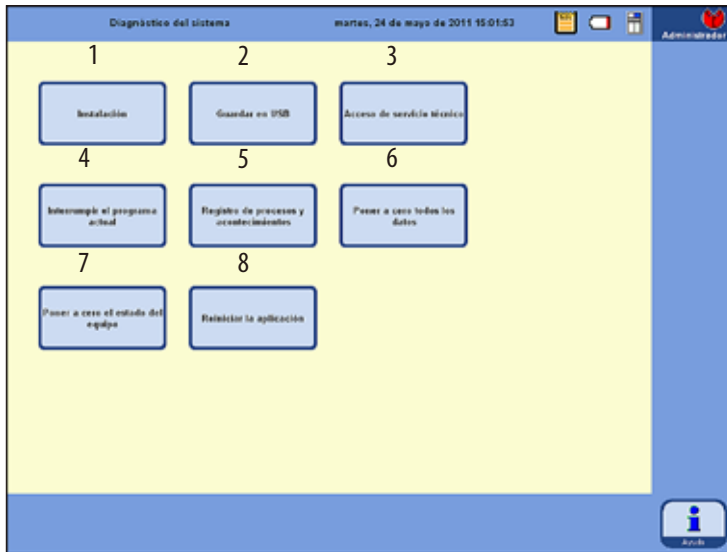 Diagnóstico del sistema martes, 24 de mayo de 2011 15:01:53
Administrador
1 2 3
Instalación Guardar en USB Acceso de servicio técnico
4 5 6
Interrumpir el programa Registro de procesos y Poner a cero todos los
actual acontecimientos datos
7 8
Poner a cero el estado del Reiniciar la aplicación
equipo
Ayuda